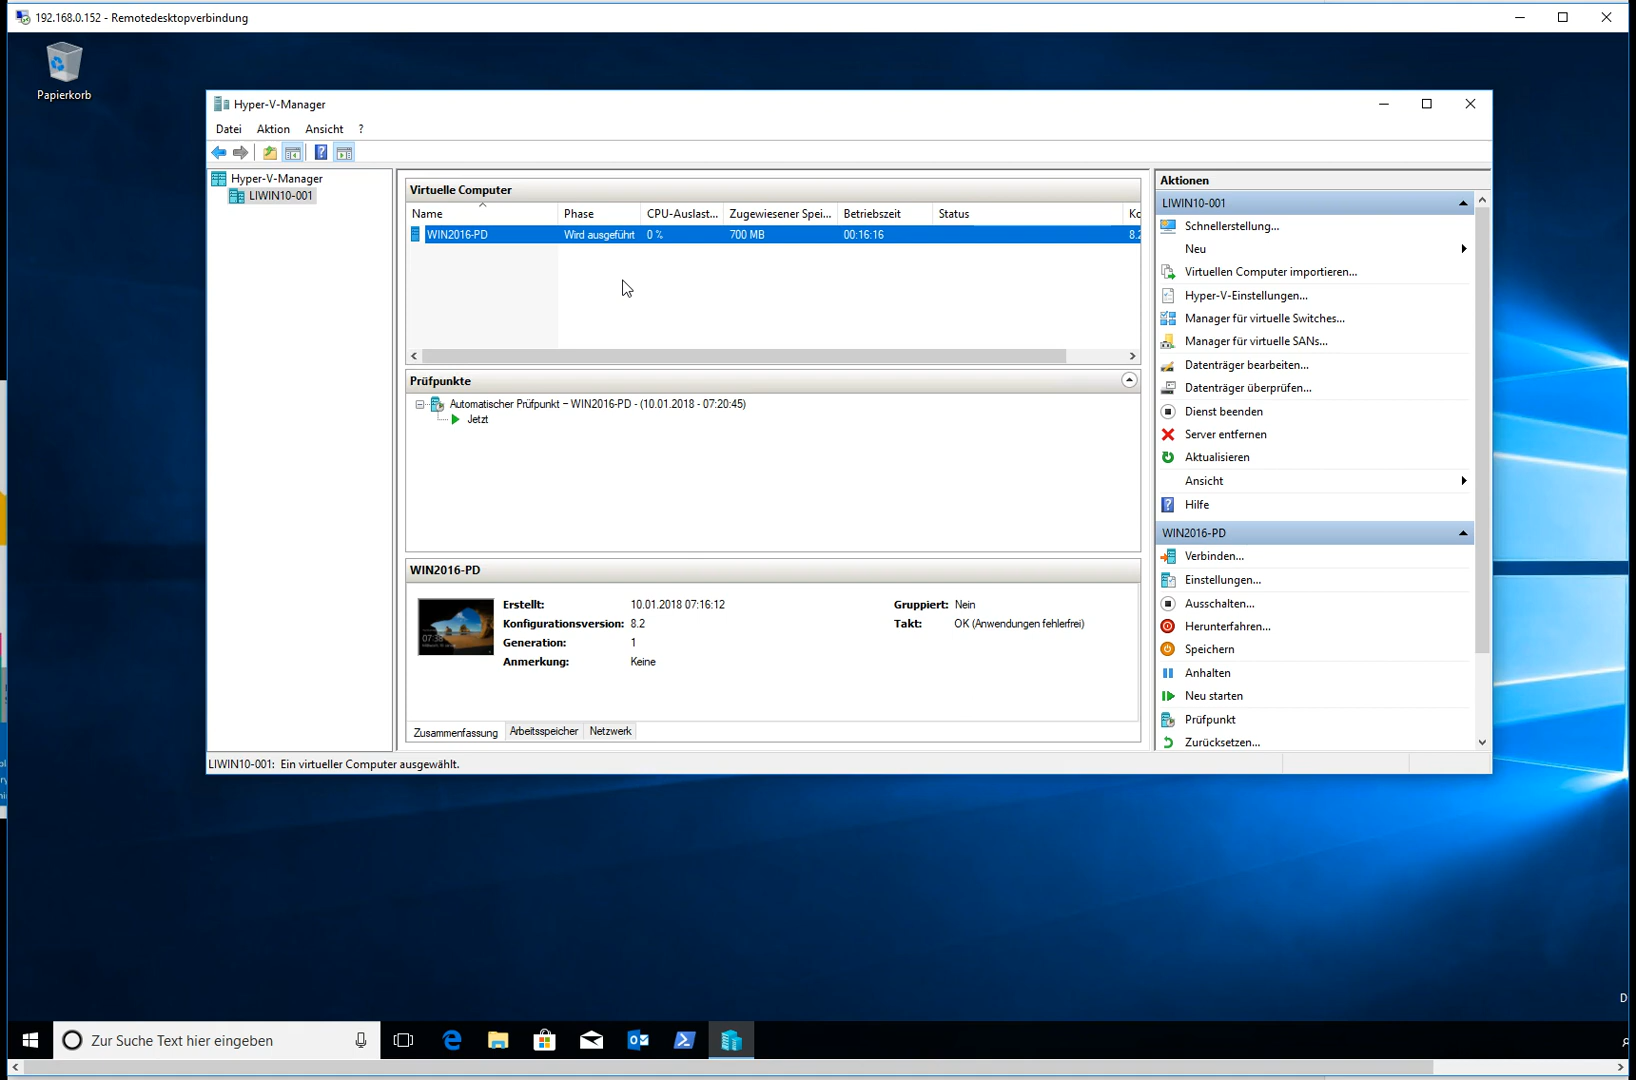 192.168.0.152 - Remotedesktopverbindung
Papierkorb
Hyper-V-Manager
Datei Aktion Ansicht ?
Hyper-V-Manager
LIWIN10-001
Virtuelle Computer
Name Phase CPU-Auslast... Zugewiesener Spei... Betriebszeit Status Kc
WIN2016-PD Wird ausgeführt 0 % 700 MB 00:16:16 8.2
Prüfpunkte
Automatischer Prüfpunkt – WIN2016-PD - (10.01.2018 - 07:20:45)
Jetzt
WIN2016-PD
07:38
Erstellt: 10.01.2018 07:16:12 Gruppiert: Nein
Konfigurationsversion: 8.2 Takt: OK (Anwendungen fehlerfrei)
Generation: 1
Anmerkung: Keine
Zusammenfassung Arbeitsspeicher Netzwerk
Aktionen
LIWIN10-001
Schnellerstellung...
Neu
Virtuellen Computer importieren...
Hyper-V-Einstellungen...
Manager für virtuelle Switches...
Manager für virtuelle SANs...
Datenträger bearbeiten...
Datenträger überprüfen...
Dienst beenden
Server entfernen
Aktualisieren
Ansicht
Hilfe
WIN2016-PD
Verbinden...
Einstellungen...
Ausschalten...
Herunterfahren...
Speichern
Anhalten
Neu starten
Prüfpunkt
Zurücksetzen...
LIWIN10-001: Ein virtueller Computer ausgewählt.
D
Zur Suche Text hier eingeben